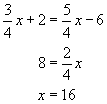 3/4 x + 2 = 5/4 x − 6
8 = 2/4 x
x = 16